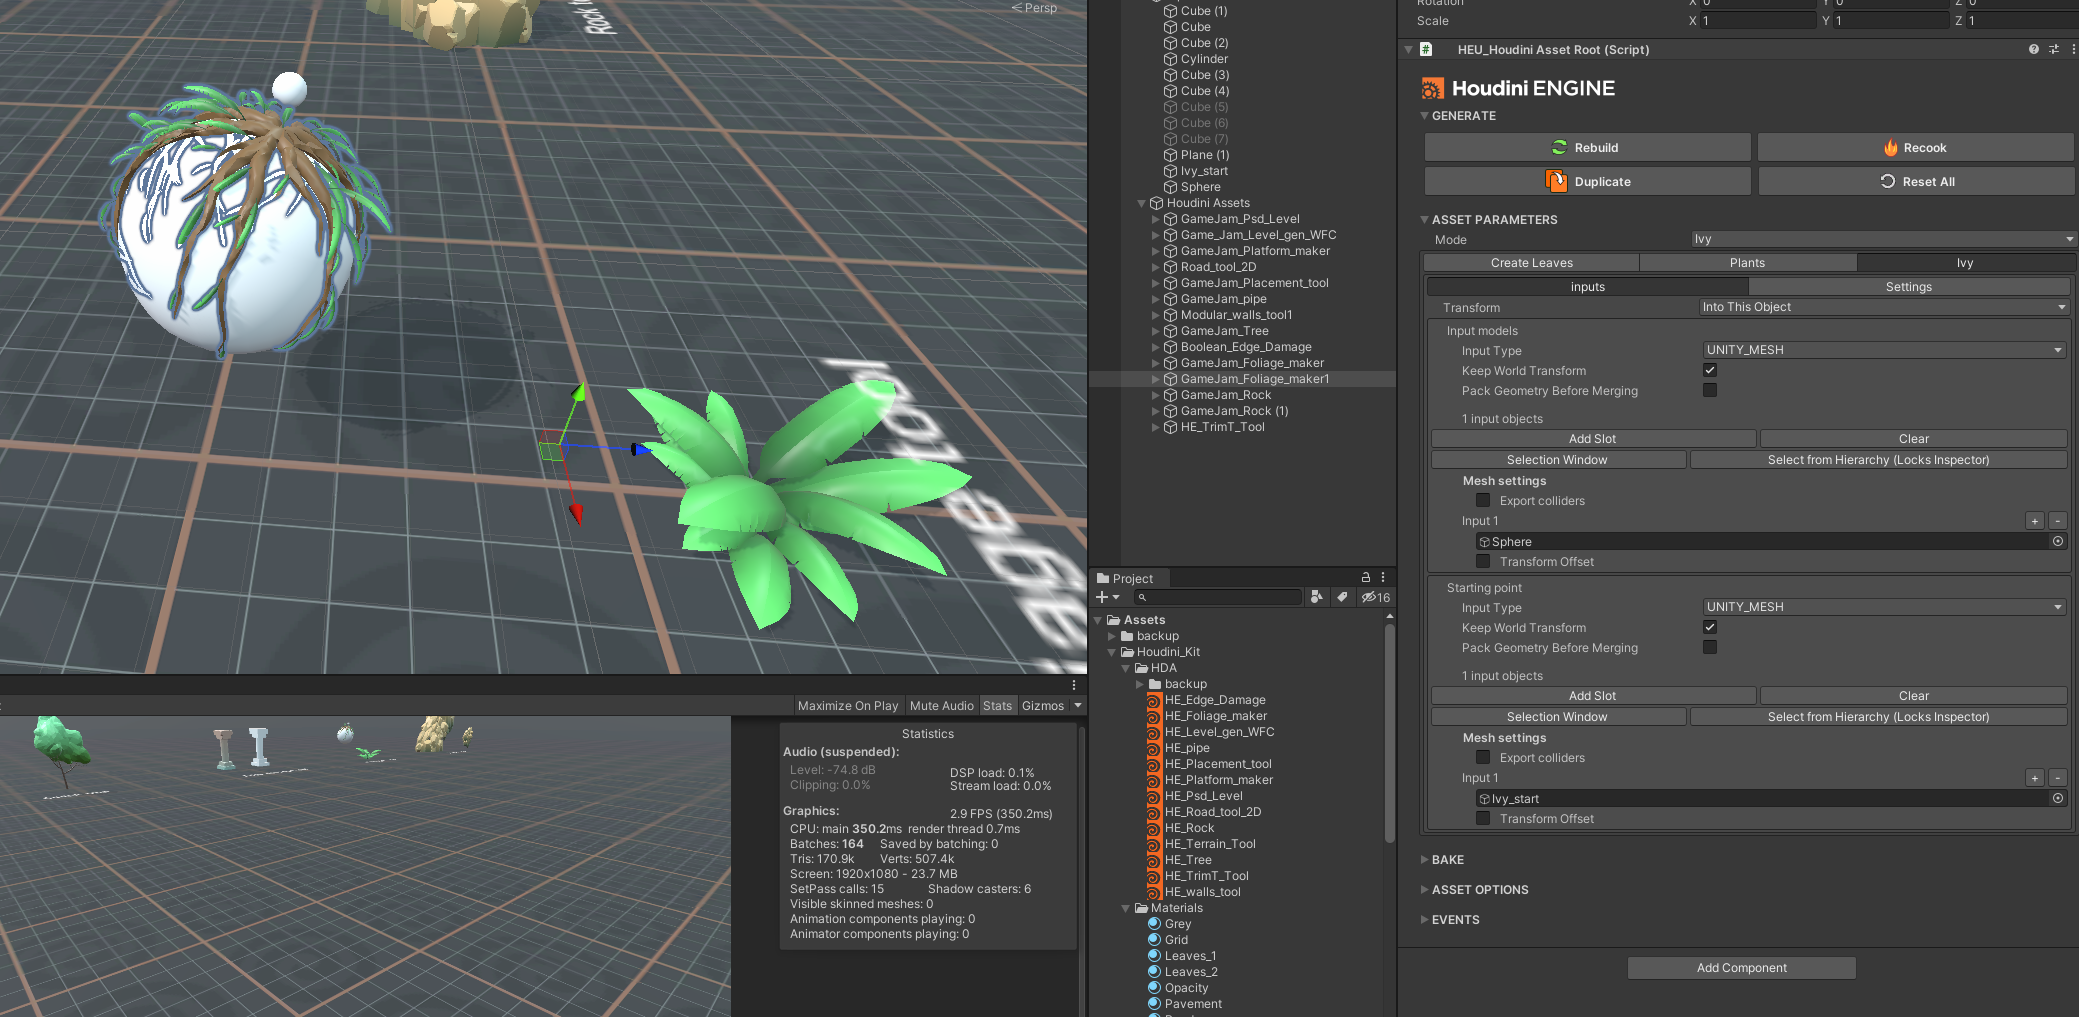 Persp
Rock
Cube (1)
Cube
Cube (2)
Cylinder
Cube (3)
Cube (4)
Cube (5)
Cube (6)
Cube (7)
Plane (1)
Ivy_start
Sphere
Houdini Assets
GameJam_Psd_Level
Game_Jam_Level_gen_WFC
GameJam_Platform_maker
Road_tool_2D
GameJam_Placement_tool
GameJam_pipe
Modular_walls_tool1
GameJam_Tree
Boolean_Edge_Damage
GameJam_Foliage_maker
GameJam_Foliage_maker1
GameJam_Rock
GameJam_Rock (1)
HE_TrimT_Tool
Project
16
Assets
backup
Houdini_Kit
HDA
backup
HE_Edge_Damage
HE_Foliage_maker
HE_Level_gen_WFC
HE_pipe
HE_Placement_tool
HE_Platform_maker
HE_Psd_Level
HE_Road_tool_2D
HE_Rock
HE_Terrain_Tool
HE_Tree
HE_TrimT_Tool
HE_walls_tool
Materials
Grey
Grid
Leaves_1
Leaves_2
Opacity
Pavement
Maximize On Play Mute Audio Stats Gizmos
Statistics
Audio (suspended):
Level: -74.8 dB DSP load: 0.1%
Clipping: 0.0% Stream load: 0.0%
Graphics: 2.9 FPS (350.2ms)
CPU: main 350.2ms render thread 0.7ms
Batches: 164 Saved by batching: 0
Tris: 170.9k Verts: 507.4k
Screen: 1920x1080 - 23.7 MB
SetPass calls: 15 Shadow casters: 6
Visible skinned meshes: 0
Animation components playing: 0
Animator components playing: 0
Rotation X 0 Y 0 Z 0
Scale X 1 Y 1 Z 1
# HEU_Houdini Asset Root (Script)
Houdini ENGINE
GENERATE
Rebuild Recook
Duplicate Reset All
ASSET PARAMETERS
Mode Ivy
Create Leaves Plants Ivy
inputs Settings
Transform Into This Object
Input models
Input Type UNITY_MESH
Keep World Transform
Pack Geometry Before Merging
1 input objects
Add Slot Clear
Selection Window Select from Hierarchy (Locks Inspector)
Mesh settings
Export colliders
Input 1 + -
Sphere
Transform Offset
Starting point
Input Type UNITY_MESH
Keep World Transform
Pack Geometry Before Merging
1 input objects
Add Slot Clear
Selection Window Select from Hierarchy (Locks Inspector)
Mesh settings
Export colliders
Input 1 + -
Ivy_start
Transform Offset
BAKE
ASSET OPTIONS
EVENTS
Add Component